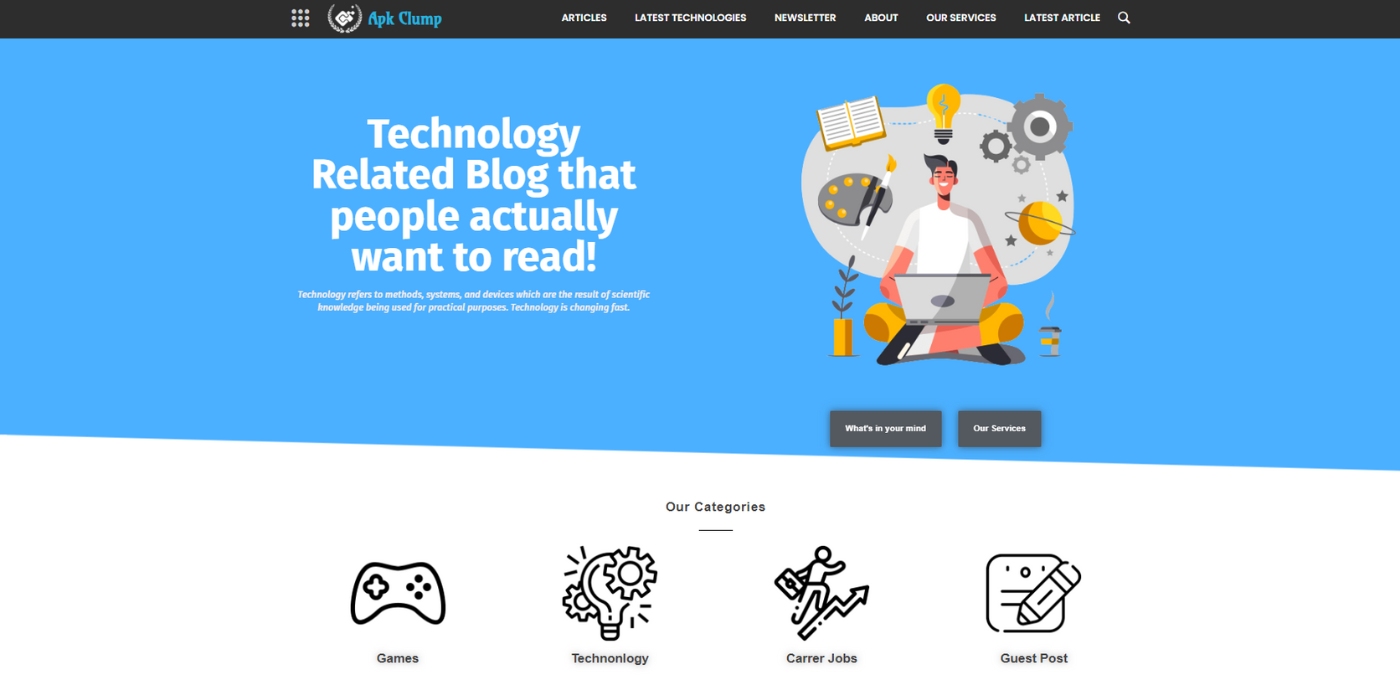 Apk Clump
ARTICLES LATEST TECHNOLOGIES NEWSLETTER ABOUT OUR SERVICES LATEST ARTICLE
Technology
Related Blog that
people actually
want to read!
Technology refers to methods, systems, and devices which are the result of scientific
knowledge being used for practical purposes. Technology is changing fast.
What's in your mind
Our Services
Our Categories
Games
Technonlogy
Carrer Jobs
Guest Post